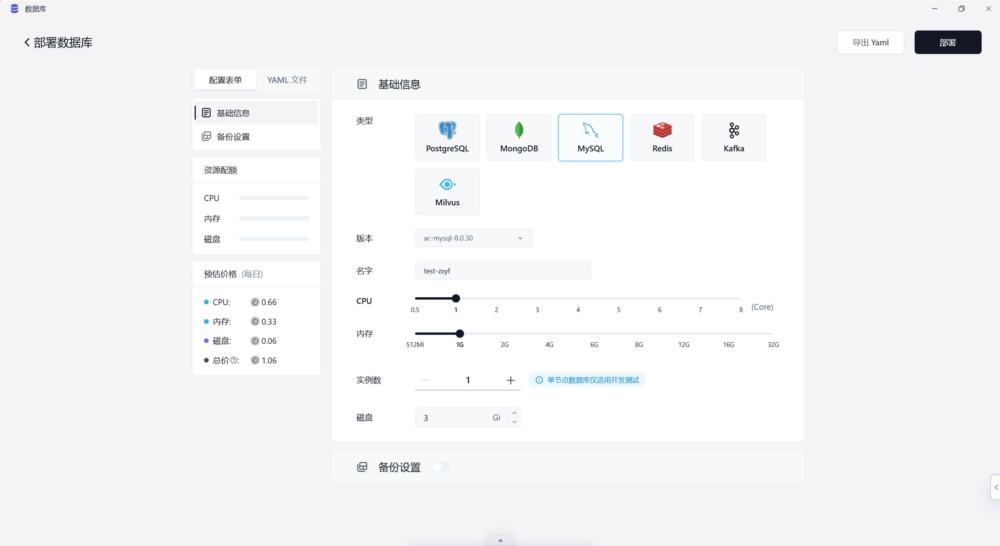 数据库
部署数据库
导出 Yaml
部署
配置表单
YAML 文件
基础信息
备份设置
资源配额
CPU
内存
磁盘
预估价格 (每日)
CPU: 0.66
内存: 0.33
磁盘: 0.06
总价?: 1.06
基础信息
类型
PostgreSQL
MongoDB
MySQL
Redis
Kafka
Milvus
版本
ac-mysql-8.0.30
名字
test-zxyf
CPU
0.5 1 2 3 4 5 6 7 8 (Core)
内存
512Mi 1G 2G 4G 6G 8G 12G 16G 32G
实例数
1
单节点数据库仅适用开发测试
磁盘
3 Gi
备份设置